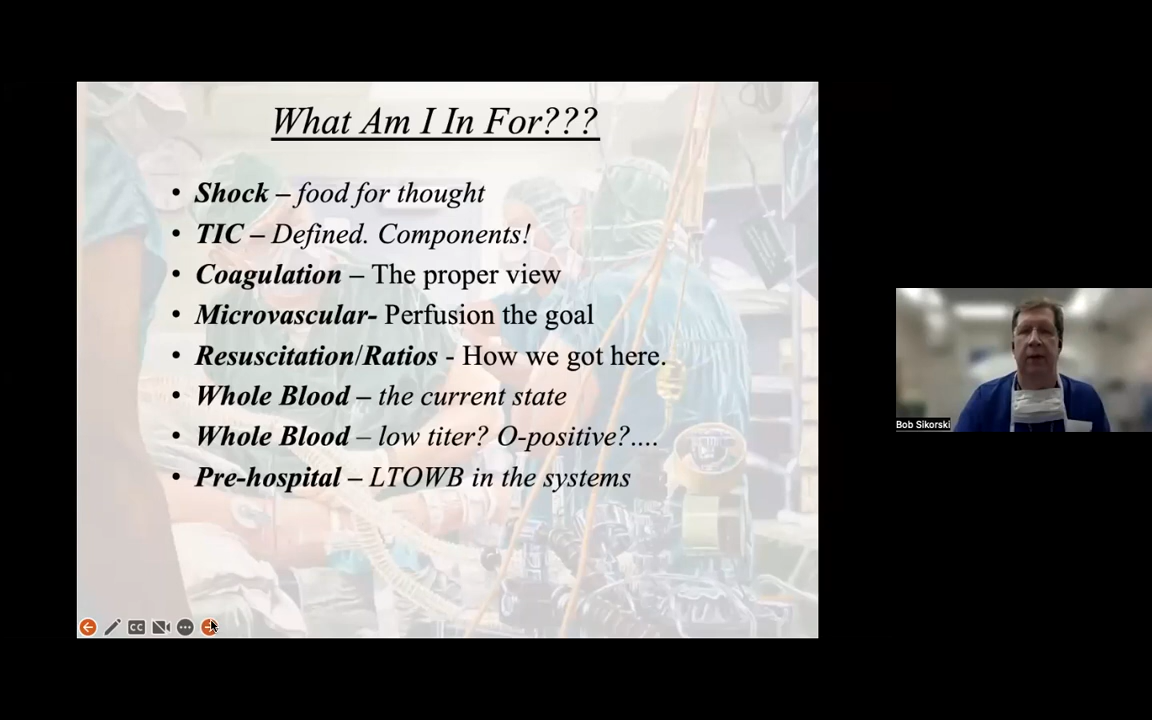 What Am I In For???
• Shock – food for thought
• TIC – Defined. Components!
• Coagulation – The proper view
• Microvascular- Perfusion the goal
• Resuscitation/Ratios - How we got here.
• Whole Blood – the current state
• Whole Blood – low titer? O-positive?....
• Pre-hospital – LTOWB in the systems
CC
Bob Sikorski